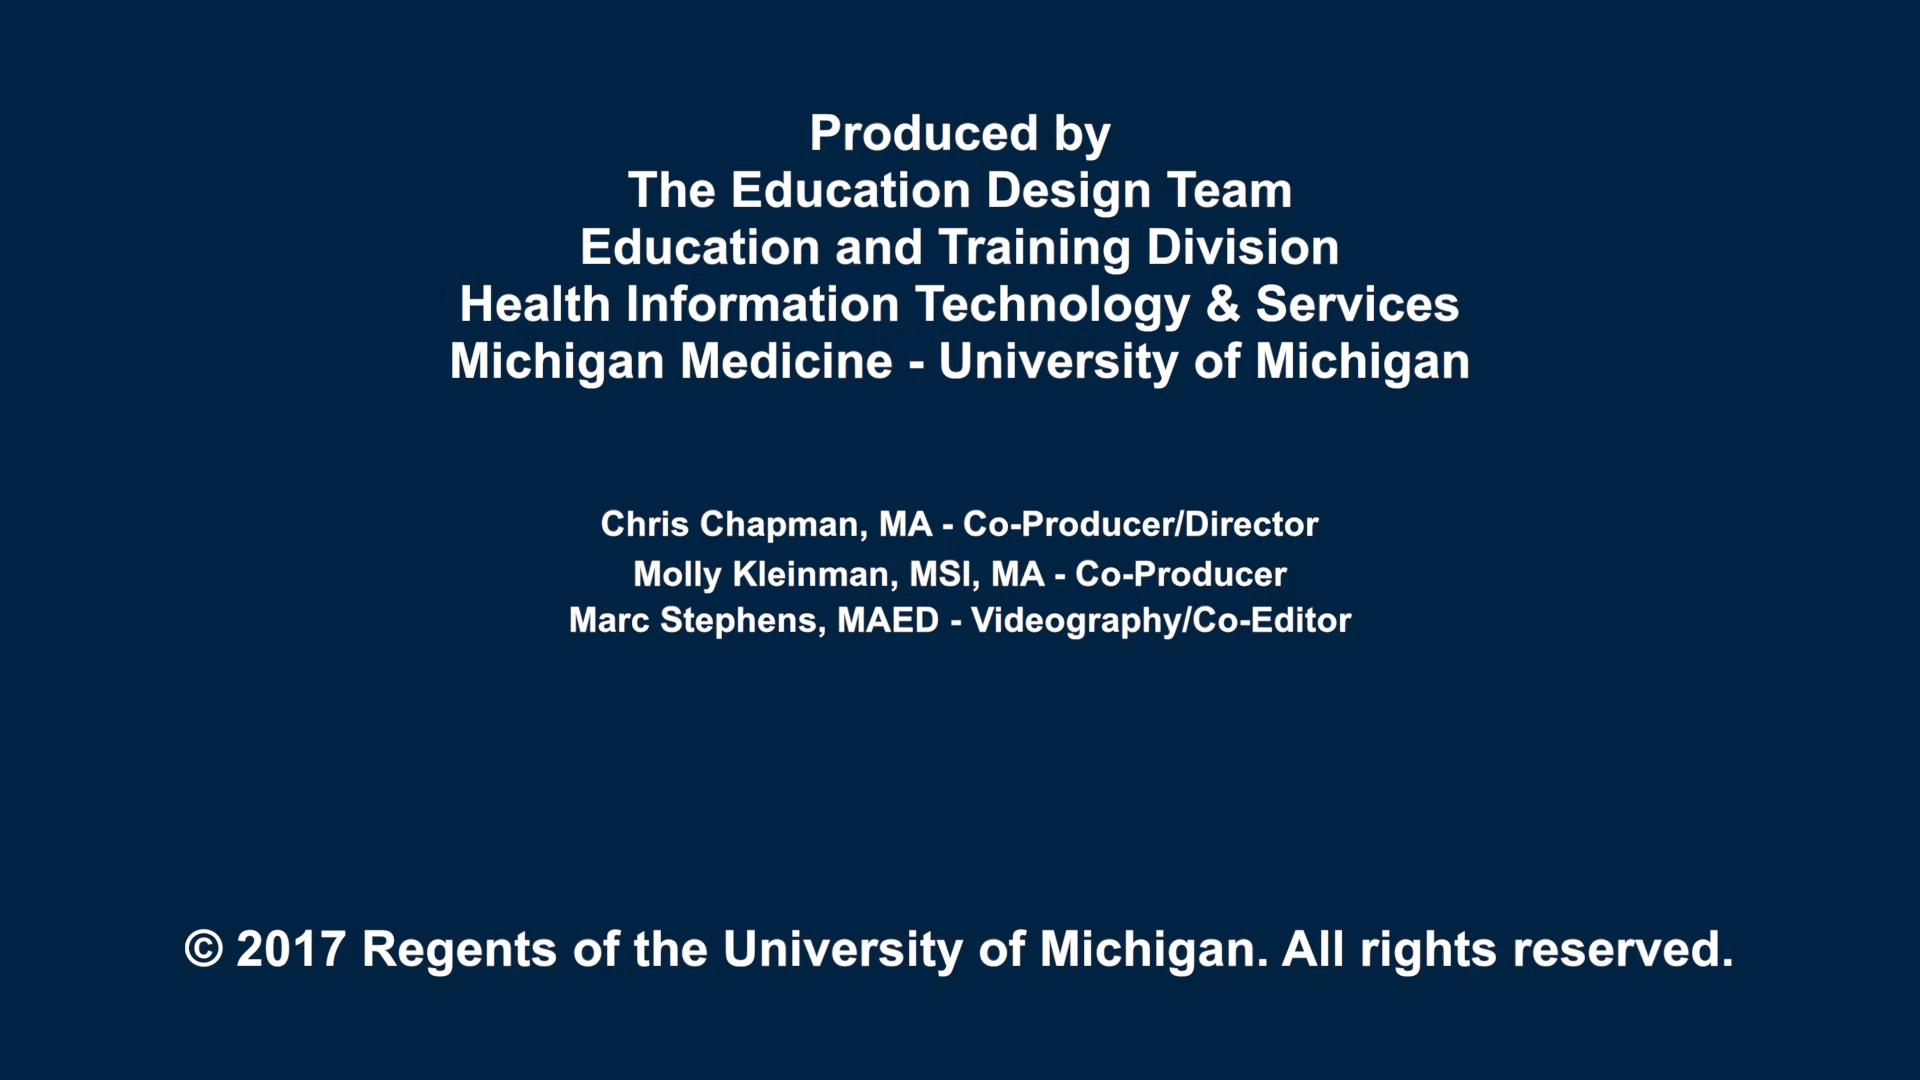 Produced by
The Education Design Team
Education and Training Division
Health Information Technology & Services
Michigan Medicine - University of Michigan
Chris Chapman, MA - Co-Producer/Director
Molly Kleinman, MSI, MA - Co-Producer
Marc Stephens, MAED - Videography/Co-Editor
© 2017 Regents of the University of Michigan. All rights reserved.